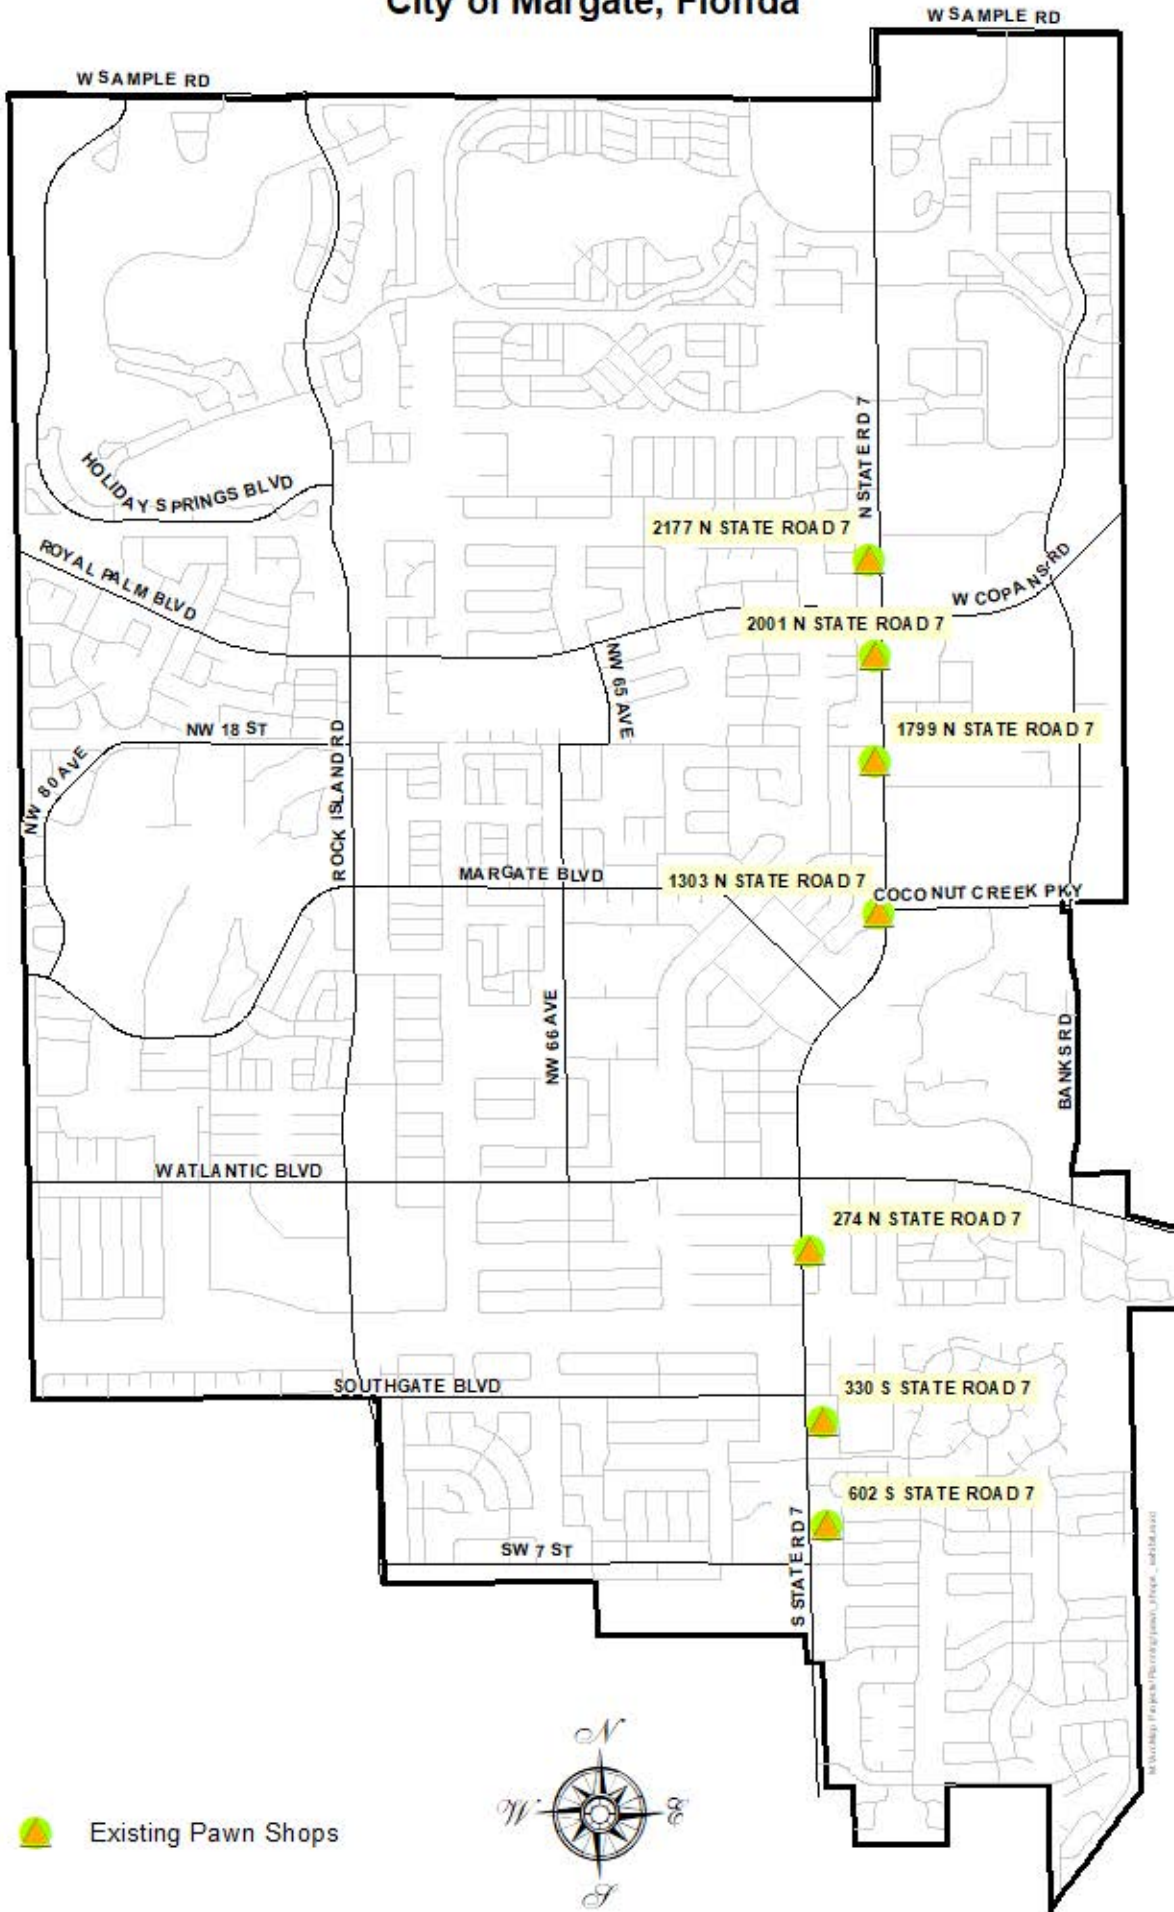 City of Margate, Florida
W SAMPLE RD
W SAMPLE RD
N STATE RD 7
HOLIDAY SPRINGS BLVD
2177 N STATE ROAD 7
ROYAL PALM BLVD
W COPANS RD
2001 N STATE ROAD 7
NW 65 AVE
NW 18 ST
1799 N STATE ROAD 7
NW 80 AVE
ROCK ISLAND RD
MARGATE BLVD
1303 N STATE ROAD 7
COCONUT CREEK PKY
NW 66 AVE
BANKS RD
W ATLANTIC BLVD
274 N STATE ROAD 7
SOUTHGATE BLVD
330 S STATE ROAD 7
602 S STATE ROAD 7
S STATE RD 7
SW 7 ST
N
W
E
S
Existing Pawn Shops